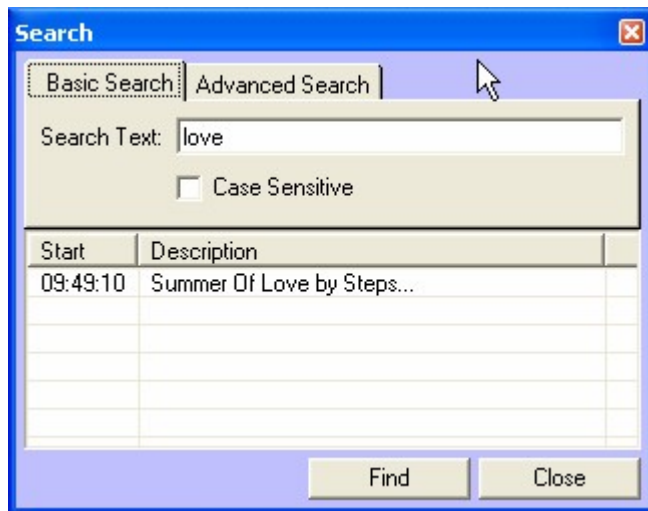 Search
Basic Search Advanced Search
Search Text: love
Case Sensitive
Start Description
09:49:10 Summer Of Love by Steps...
Find Close